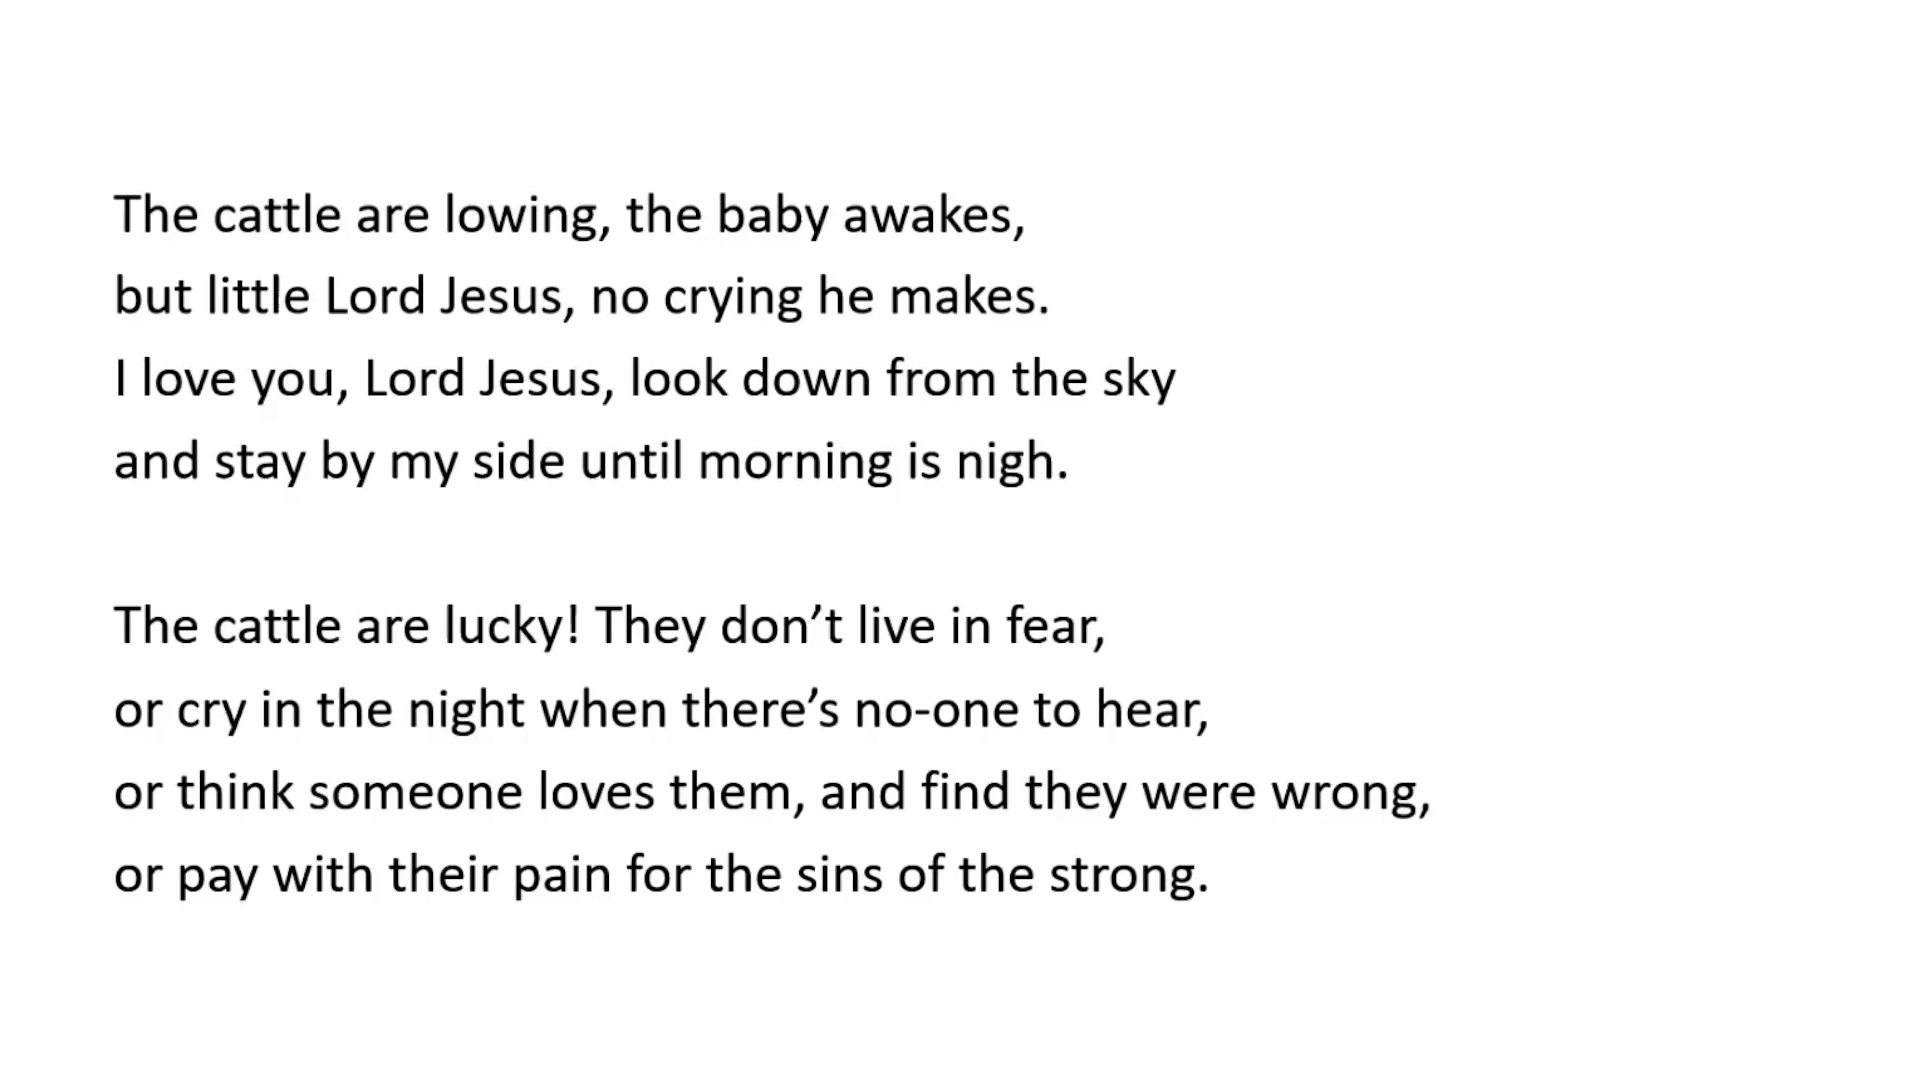 The cattle are lowing, the baby awakes,
but little Lord Jesus, no crying he makes.
I love you, Lord Jesus, look down from the sky
and stay by my side until morning is nigh.
The cattle are lucky! They don’t live in fear,
or cry in the night when there’s no-one to hear,
or think someone loves them, and find they were wrong,
or pay with their pain for the sins of the strong.